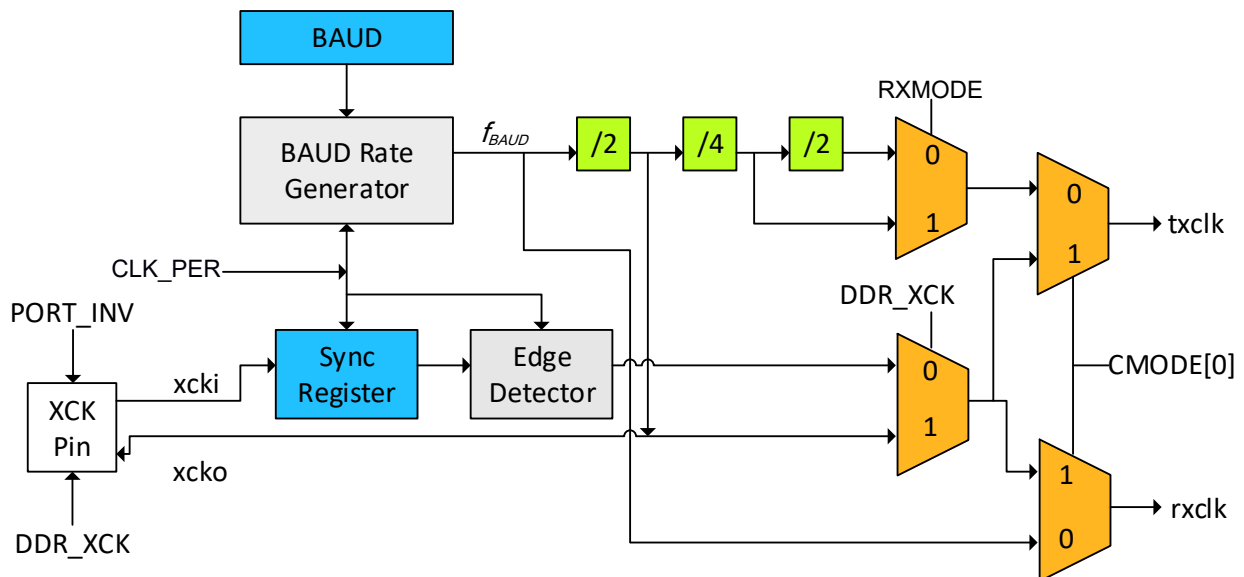 BAUD
RXMODE
BAUD Rate
Generator
fBAUD
/2
/4
/2
0
1
0
1
txclk
CLK_PER
PORT_INV
DDR_XCK
Sync
Register
Edge
Detector
0
1
CMODE[0]
xcki
XCK
Pin
xcko
1
0
rxclk
DDR_XCK